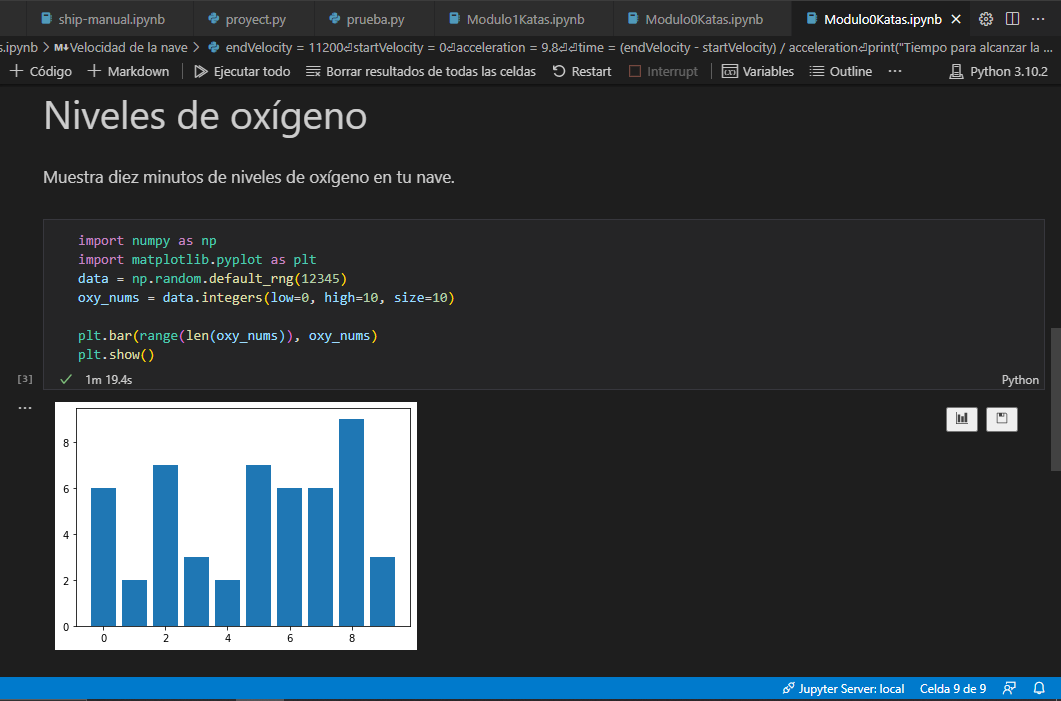 ship-manual.ipynb proyect.py prueba.py Modulo1Katas.ipynb Modulo0Katas.ipynb Modulo0Katas.ipynb
s.ipynb > M↓Velocidad de la nave > endVelocity = 11200⏎startVelocity = 0⏎acceleration = 9.8⏎⏎time = (endVelocity - startVelocity) / acceleration⏎print("Tiempo para alcanzar la ...
+ Código + Markdown Ejecutar todo Borrar resultados de todas las celdas Restart Interrupt Variables Outline ... Python 3.10.2
Niveles de oxígeno
Muestra diez minutos de niveles de oxígeno en tu nave.
import numpy as np
import matplotlib.pyplot as plt
data = np.random.default_rng(12345)
oxy_nums = data.integers(low=0, high=10, size=10)
plt.bar(range(len(oxy_nums)), oxy_nums)
plt.show()
[3] 1m 19.4s Python
8
6
4
2
0
0 2 4 6 8
Jupyter Server: local Celda 9 de 9